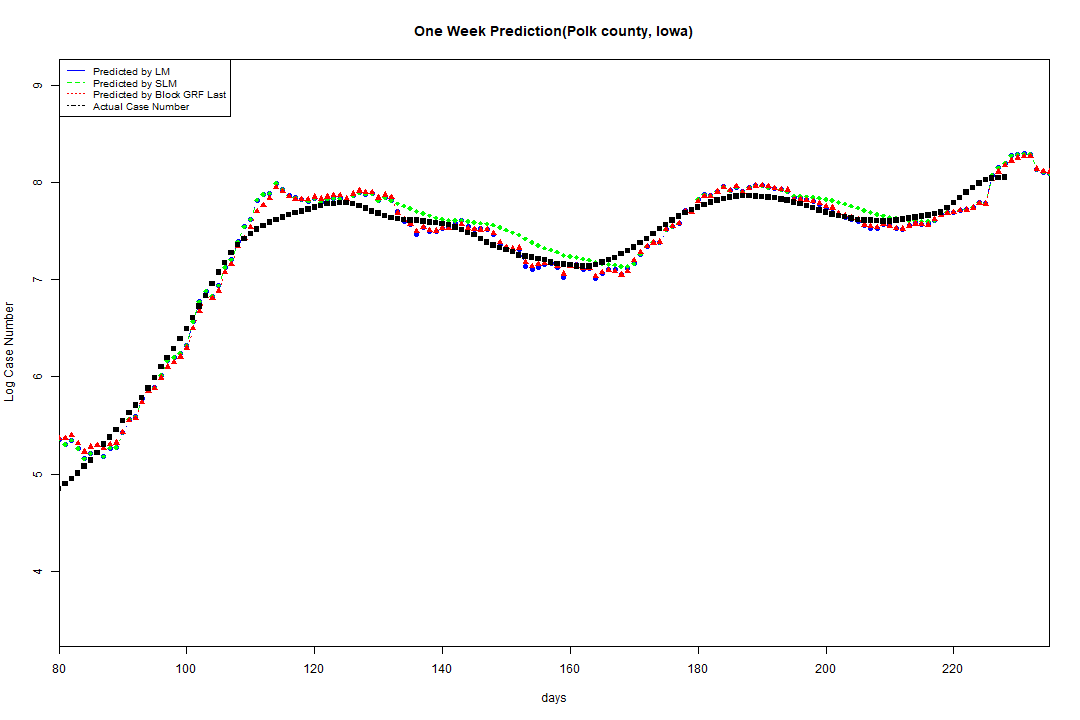 One Week Prediction(Polk county, Iowa)
Predicted by LM
Predicted by SLM
Predicted by Block GRF Last
Actual Case Number
9
8
7
6
5
4
Log Case Number
80 100 120 140 160 180 200 220
days